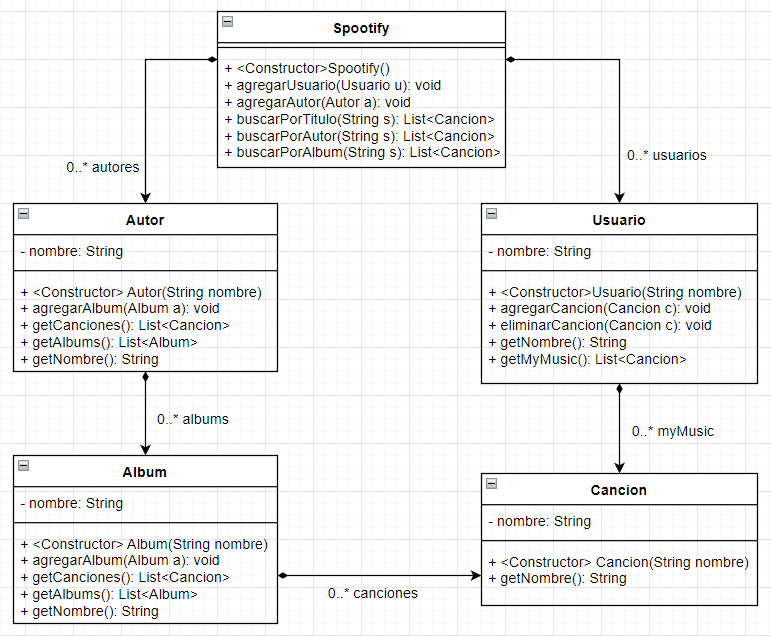 Spootify
+ <Constructor>Spootify()
+ agregarUsuario(Usuario u): void
+ agregarAutor(Autor a): void
+ buscarPorTitulo(String s): List<Cancion>
+ buscarPorAutor(String s): List<Cancion>
+ buscarPorAlbum(String s): List<Cancion>
0..* autores
0..* usuarios
Autor
- nombre: String
+ <Constructor> Autor(String nombre)
+ agregarAlbum(Album a): void
+ getCanciones(): List<Cancion>
+ getAlbums(): List<Album>
+ getNombre(): String
Usuario
- nombre: String
+ <Constructor>Usuario(String nombre)
+ agregarCancion(Cancion c): void
+ eliminarCancion(Cancion c): void
+ getNombre(): String
+ getMyMusic(): List<Cancion>
0..* albums
0..* myMusic
Album
- nombre: String
+ <Constructor> Album(String nombre)
+ agregarAlbum(Album a): void
+ getCanciones(): List<Cancion>
+ getAlbums(): List<Album>
+ getNombre(): String
0..* canciones
Cancion
- nombre: String
+ <Constructor> Cancion(String nombre)
+ getNombre(): String